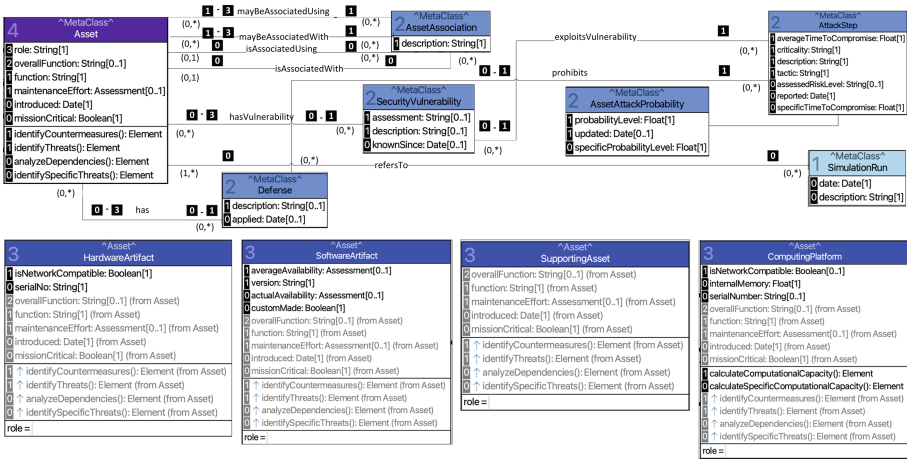 ^MetaClass^
4 Asset
3 role: String[1]
2 overallFunction: String[0..1]
1 function: String[1]
1 maintenanceEffort: Assessment[0..1]
0 introduced: Date[1]
0 missionCritical: Boolean[1]
1 identifyCountermeasures(): Element
1 identifyThreats(): Element
0 analyzeDependencies(): Element
0 identifySpecificThreats(): Element
1 - 3 mayBeAssociatedUsing 1
(0,*) (0,*)
1 - 3 mayBeAssociatedWith 1
0 isAssociatedUsing (0,*) 0
(0,1) 0 (0,*) 0
isAssociatedWith
(0,1) (0,*)
^MetaClass^
2 AssetAssociation
1 description: String[1]
exploitsVulnerability 1
(0,*)
0 - 1 prohibits 1
(0,*)
^MetaClass^
2 AttackStep
1 averageTimeToCompromise: Float[1]
1 criticality: String[1]
1 description: String[1]
1 tactic: String[1]
0 assessedRiskLevel: String[0..1]
0 reported: Date[1]
0 specificTimeToCompromise: Float[1]
0 - 3 hasVulnerability 0 - 1
(0,*) (0,*)
^MetaClass^
2 SecurityVulnerability
1 assessment: String[0..1]
1 description: String[0..1]
0 knownSince: Date[0..1]
0 - 1
(0,*)
^MetaClass^
2 AssetAttackProbability
1 probabilityLevel: Float[1]
1 updated: Date[0..1]
0 specificProbabilityLevel: Float[1]
0 refersTo 0
(1,*) (0,*) (0,*)
^MetaClass^
1 SimulationRun
0 date: Date[1]
0 description: String[1]
^MetaClass^
2 Defense
1 description: String[0..1]
0 applied: Date[0..1]
(0,*)
0 - 3 has 0 - 1
(0,*)
^Asset^
3 HardwareArtifact
1 isNetworkCompatible: Boolean[1]
0 serialNo: String[1]
2 overallFunction: String[0..1] (from Asset)
1 function: String[1] (from Asset)
1 maintenanceEffort: Assessment[0..1] (from Asset)
0 introduced: Date[1] (from Asset)
0 missionCritical: Boolean[1] (from Asset)
1 ↑ identifyCountermeasures(): Element (from Asset)
1 ↑ identifyThreats(): Element (from Asset)
0 ↑ analyzeDependencies(): Element (from Asset)
0 ↑ identifySpecificThreats(): Element (from Asset)
role =
^Asset^
3 SoftwareArtifact
1 averageAvailability: Assessment[0..1]
1 version: String[1]
0 actualAvailability: Assessment[0..1]
0 customMade: Boolean[1]
2 overallFunction: String[0..1] (from Asset)
1 function: String[1] (from Asset)
1 maintenanceEffort: Assessment[0..1] (from Asset)
0 introduced: Date[1] (from Asset)
0 missionCritical: Boolean[1] (from Asset)
1 ↑ identifyCountermeasures(): Element (from Asset)
1 ↑ identifyThreats(): Element (from Asset)
0 ↑ analyzeDependencies(): Element (from Asset)
0 ↑ identifySpecificThreats(): Element (from Asset)
role =
^Asset^
3 SupportingAsset
2 overallFunction: String[0..1] (from Asset)
1 function: String[1] (from Asset)
1 maintenanceEffort: Assessment[0..1] (from Asset)
0 introduced: Date[1] (from Asset)
0 missionCritical: Boolean[1] (from Asset)
1 ↑ identifyCountermeasures(): Element (from Asset)
1 ↑ identifyThreats(): Element (from Asset)
0 ↑ analyzeDependencies(): Element (from Asset)
0 ↑ identifySpecificThreats(): Element (from Asset)
role =
^Asset^
3 ComputingPlatform
1 isNetworkCompatible: Boolean[0..1]
0 internalMemory: Float[1]
0 serialNumber: String[0..1]
2 overallFunction: String[0..1] (from Asset)
1 function: String[1] (from Asset)
1 maintenanceEffort: Assessment[0..1] (from Asset)
0 introduced: Date[1] (from Asset)
0 missionCritical: Boolean[1] (from Asset)
1 calculateComputationalCapacity(): Element
0 calculateSpecificComputationalCapacity(): Element
1 ↑ identifyCountermeasures(): Element (from Asset)
1 ↑ identifyThreats(): Element (from Asset)
0 ↑ analyzeDependencies(): Element (from Asset)
0 ↑ identifySpecificThreats(): Element (from Asset)
role =